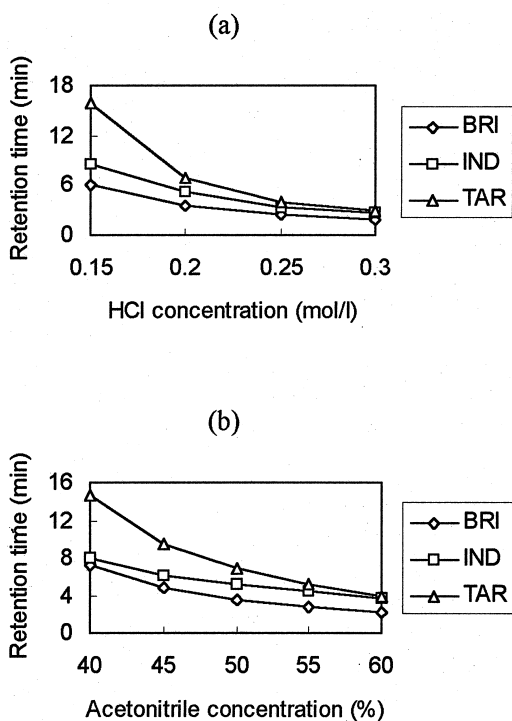 (a)
Retention time (min)
18
12
6
0
0.15 0.2 0.25 0.3
HCl concentration (mol/l)
BRI
IND
TAR
(b)
Retention time (min)
16
12
8
4
0
40 45 50 55 60
Acetonitrile concentration (%)
BRI
IND
TAR